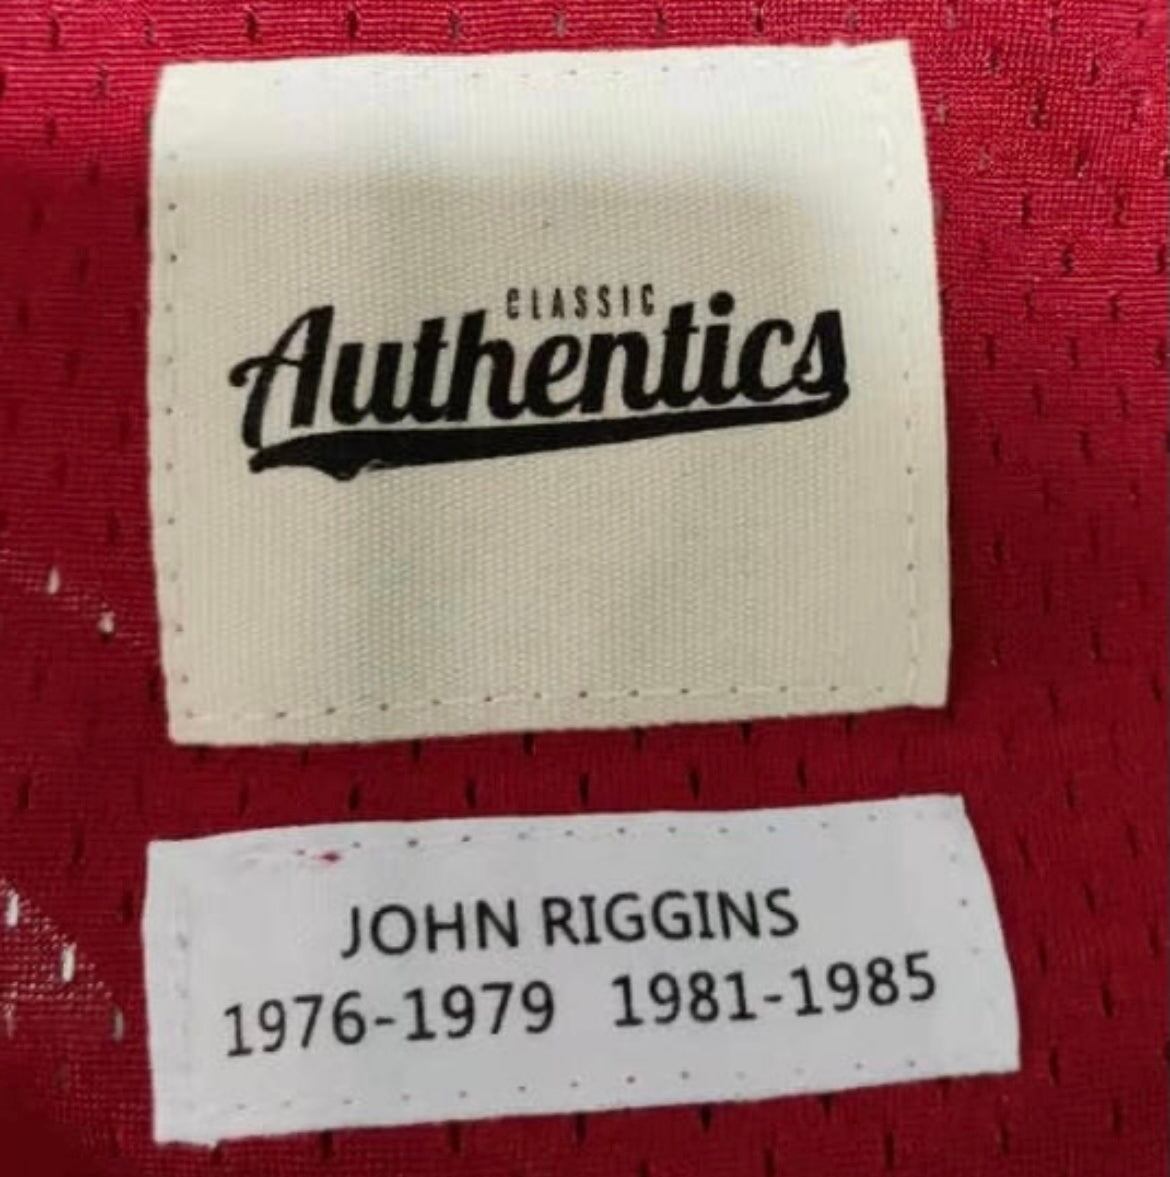 CLASSIC
Authentics
JOHN RIGGINS
1976-1979 1981-1985